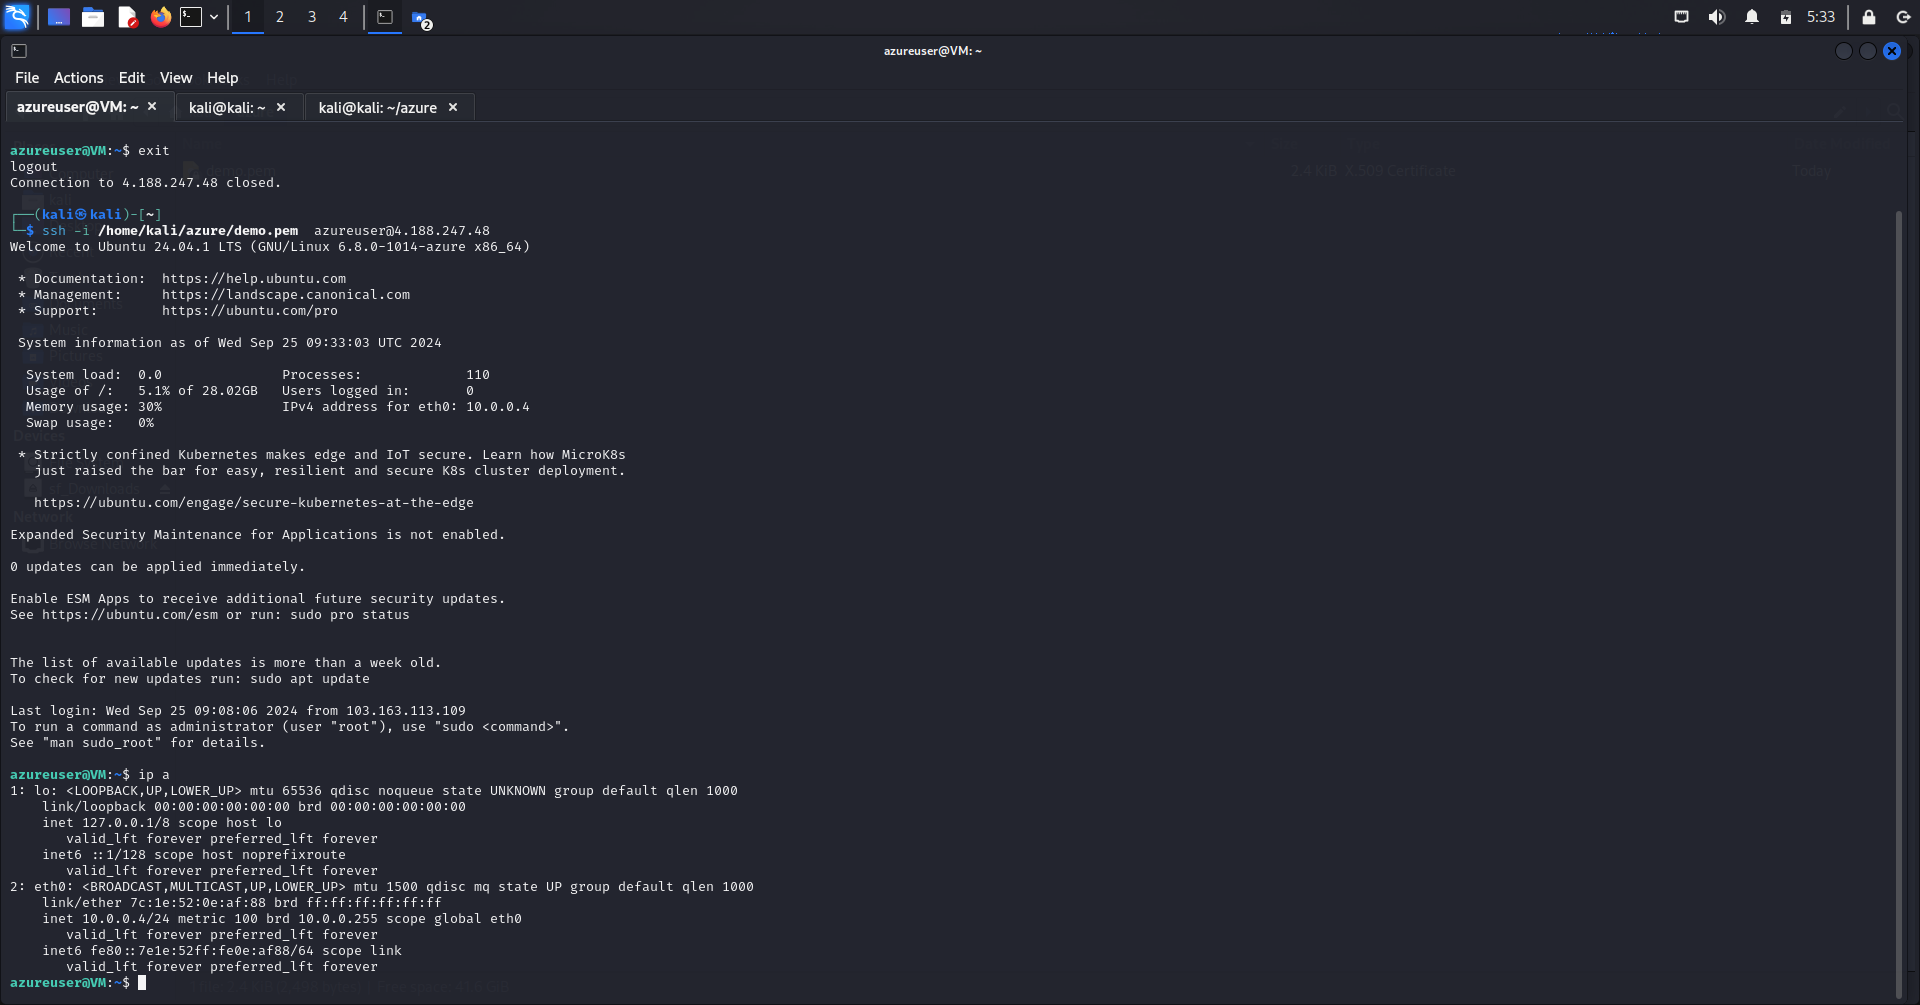 1 2 3 4 2 5:33
azureuser@VM: ~
File Actions Edit View Help
azureuser@VM: ~ × kali@kali: ~ × kali@kali: ~/azure ×
azureuser@VM:~$ exit
logout
Connection to 4.188.247.48 closed.
┌──(kali㉿kali)-[~]
└─$ ssh -i /home/kali/azure/demo.pem  azureuser@4.188.247.48
Welcome to Ubuntu 24.04.1 LTS (GNU/Linux 6.8.0-1014-azure x86_64)
* Documentation:  https://help.ubuntu.com
* Management:     https://landscape.canonical.com
* Support:        https://ubuntu.com/pro
System information as of Wed Sep 25 09:33:03 UTC 2024
System load:  0.0               Processes:             110
Usage of /:   5.1% of 28.02GB   Users logged in:       0
Memory usage: 30%               IPv4 address for eth0: 10.0.0.4
Swap usage:   0%
* Strictly confined Kubernetes makes edge and IoT secure. Learn how MicroK8s
just raised the bar for easy, resilient and secure K8s cluster deployment.
https://ubuntu.com/engage/secure-kubernetes-at-the-edge
Expanded Security Maintenance for Applications is not enabled.
0 updates can be applied immediately.
Enable ESM Apps to receive additional future security updates.
See https://ubuntu.com/esm or run: sudo pro status
The list of available updates is more than a week old.
To check for new updates run: sudo apt update
Last login: Wed Sep 25 09:08:06 2024 from 103.163.113.109
To run a command as administrator (user "root"), use "sudo <command>".
See "man sudo_root" for details.
azureuser@VM:~$ ip a
1: lo: <LOOPBACK,UP,LOWER_UP> mtu 65536 qdisc noqueue state UNKNOWN group default qlen 1000
link/loopback 00:00:00:00:00:00 brd 00:00:00:00:00:00
inet 127.0.0.1/8 scope host lo
valid_lft forever preferred_lft forever
inet6 ::1/128 scope host noprefixroute
valid_lft forever preferred_lft forever
2: eth0: <BROADCAST,MULTICAST,UP,LOWER_UP> mtu 1500 qdisc mq state UP group default qlen 1000
link/ether 7c:1e:52:0e:af:88 brd ff:ff:ff:ff:ff:ff
inet 10.0.0.4/24 metric 100 brd 10.0.0.255 scope global eth0
valid_lft forever preferred_lft forever
inet6 fe80::7e1e:52ff:fe0e:af88/64 scope link
valid_lft forever preferred_lft forever
azureuser@VM:~$